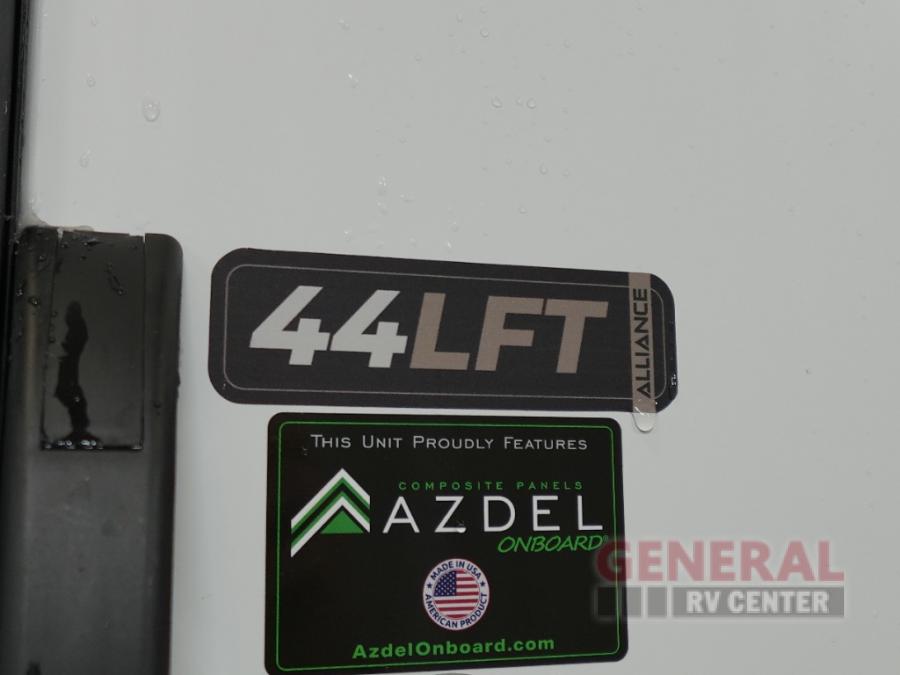 44LFT
ALLIANCE
THIS UNIT PROUDLY FEATURES
COMPOSITE PANELS
AZDEL
ONBOARD®
MADE IN USA
AMERICAN PRODUCT
AzdelOnboard.com
GENERAL
RV CENTER